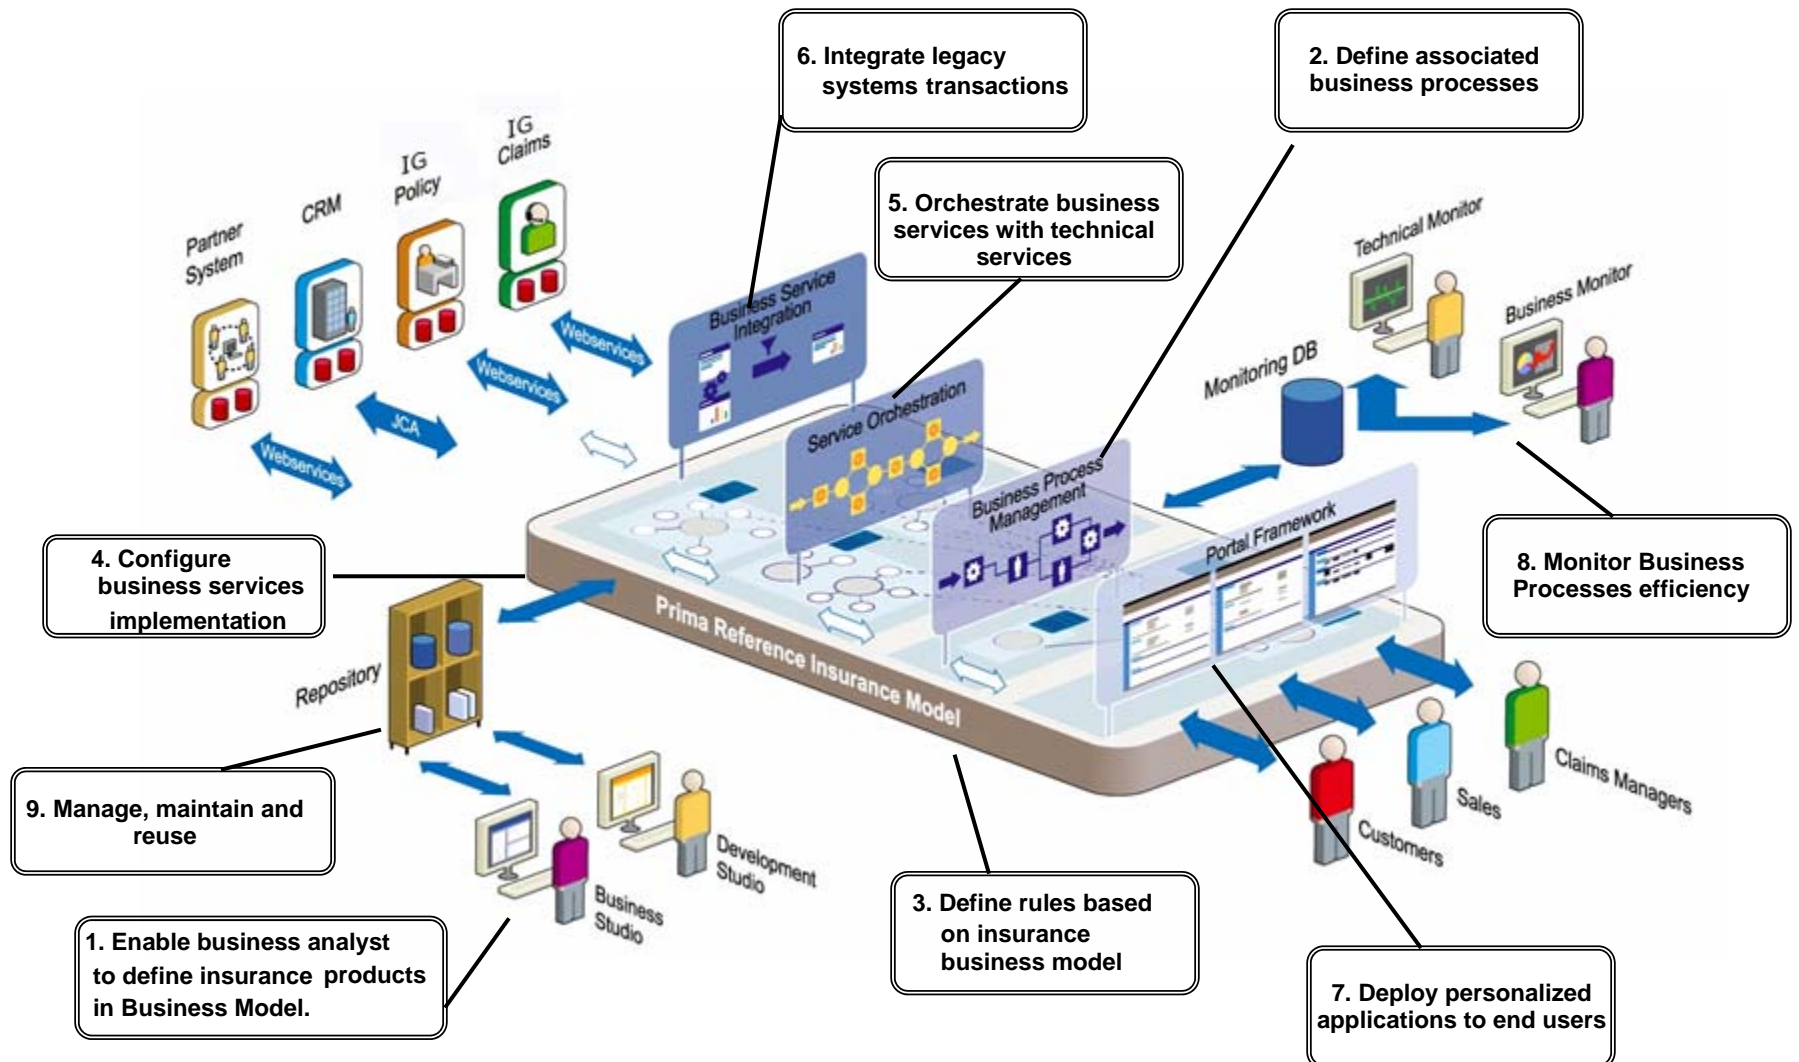 6. Integrate legacy
systems transactions
2. Define associated
business processes
IG
Claims
IG
Policy
CRM
Partner
System
5. Orchestrate business
services with technical
services
Technical Monitor
Business Monitor
Monitoring DB
Business Service
Integration
Webservices
Webservices
JCA
Webservices
Service Orchestration
Business Process
Management
Portal Framework
4. Configure
business services
implementation
8. Monitor Business
Processes efficiency
Prima Reference Insurance Model
Repository
Claims Managers
Sales
Customers
9. Manage, maintain and
reuse
Development
Studio
Business
Studio
3. Define rules based
on insurance
business model
1. Enable business analyst
to define insurance products
in Business Model.
7. Deploy personalized
applications to end users